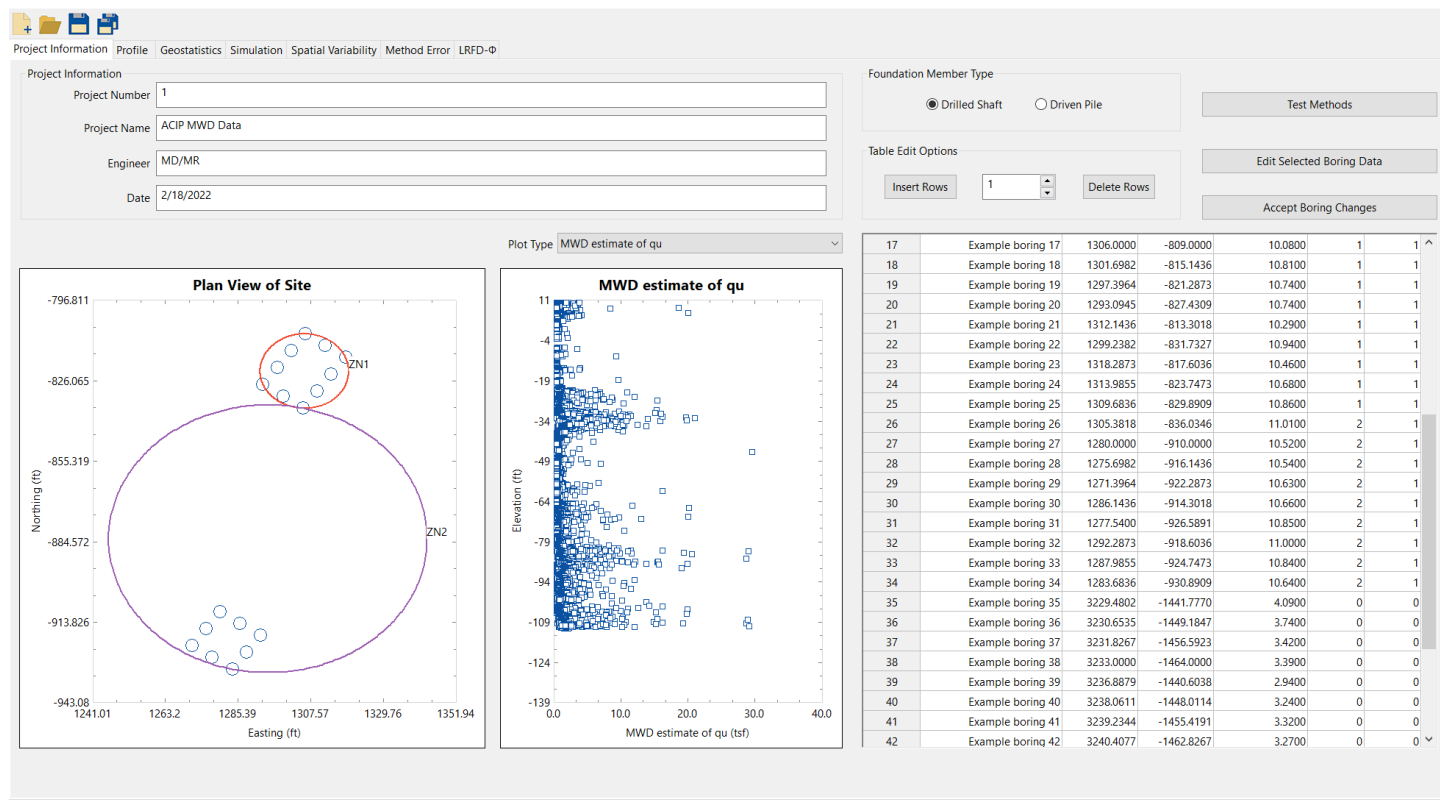 Project Information Profile Geostatistics Simulation Spatial Variability Method Error LRFD-Φ
Project Information
Project Number 1
Project Name ACIP MWD Data
Engineer MD/MR
Date 2/18/2022
Foundation Member Type
Drilled Shaft Driven Pile
Table Edit Options
Insert Rows 1 Delete Rows
Test Methods
Edit Selected Boring Data
Accept Boring Changes
Plot Type MWD estimate of qu
Plan View of Site
-796.811
-826.065
-855.319
-884.572
-913.826
-943.08
Northing (ft)
ZN1
ZN2
1241.01 1263.2 1285.39 1307.57 1329.76 1351.94
Easting (ft)
MWD estimate of qu
11
-4
-19
-34
-49
-64
-79
-94
-109
-124
-139
Elevation (ft)
0.0 10.0 20.0 30.0 40.0
MWD estimate of qu (tsf)
17 Example boring 17 1306.0000 -809.0000 10.0800 1 1
18 Example boring 18 1301.6982 -815.1436 10.8100 1 1
19 Example boring 19 1297.3964 -821.2873 10.7400 1 1
20 Example boring 20 1293.0945 -827.4309 10.7400 1 1
21 Example boring 21 1312.1436 -813.3018 10.2900 1 1
22 Example boring 22 1299.2382 -831.7327 10.9400 1 1
23 Example boring 23 1318.2873 -817.6036 10.4600 1 1
24 Example boring 24 1313.9855 -823.7473 10.6800 1 1
25 Example boring 25 1309.6836 -829.8909 10.8600 1 1
26 Example boring 26 1305.3818 -836.0346 11.0100 2 1
27 Example boring 27 1280.0000 -910.0000 10.5200 2 1
28 Example boring 28 1275.6982 -916.1436 10.5400 2 1
29 Example boring 29 1271.3964 -922.2873 10.6300 2 1
30 Example boring 30 1286.1436 -914.3018 10.6600 2 1
31 Example boring 31 1277.5400 -926.5891 10.8500 2 1
32 Example boring 32 1292.2873 -918.6036 11.0000 2 1
33 Example boring 33 1287.9855 -924.7473 10.8400 2 1
34 Example boring 34 1283.6836 -930.8909 10.6400 2 1
35 Example boring 35 3229.4802 -1441.7770 4.0900 0 0
36 Example boring 36 3230.6535 -1449.1847 3.7400 0 0
37 Example boring 37 3231.8267 -1456.5923 3.4200 0 0
38 Example boring 38 3233.0000 -1464.0000 3.3900 0 0
39 Example boring 39 3236.8879 -1440.6038 2.9400 0 0
40 Example boring 40 3238.0611 -1448.0114 3.2400 0 0
41 Example boring 41 3239.2344 -1455.4191 3.3200 0 0
42 Example boring 42 3240.4077 -1462.8267 3.2700 0 0